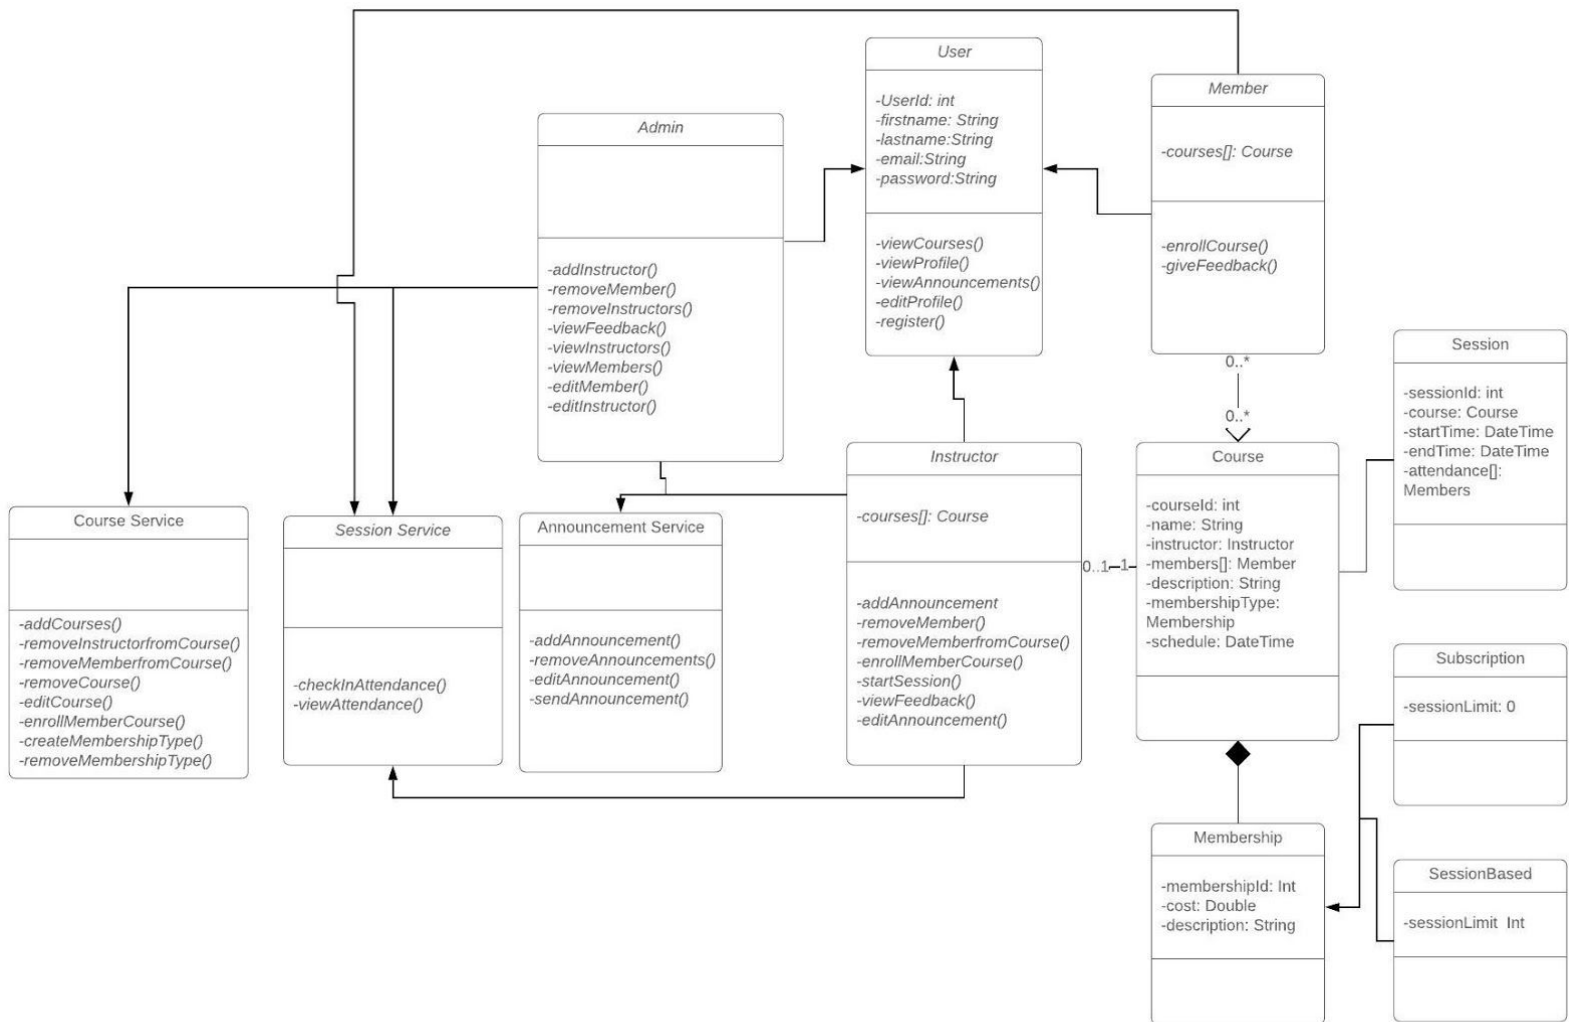 User
-UserId: int
-firstname: String
-lastname:String
-email:String
-password:String
-viewCourses()
-viewProfile()
-viewAnnouncements()
-editProfile()
-register()
Member
-courses[]: Course
-enrollCourse()
-giveFeedback()
Admin
-addInstructor()
-removeMember()
-removeInstructors()
-viewFeedback()
-viewInstructors()
-viewMembers()
-editMember()
-editInstructor()
0..*
0..*
Session
-sessionId: int
-course: Course
-startTime: DateTime
-endTime: DateTime
-attendance[]:
Members
Course Service
-addCourses()
-removeInstructorfromCourse()
-removeMemberfromCourse()
-removeCourse()
-editCourse()
-enrollMemberCourse()
-createMembershipType()
-removeMembershipType()
Session Service
-checkInAttendance()
-viewAttendance()
Announcement Service
-addAnnouncement()
-removeAnnouncements()
-editAnnouncement()
-sendAnnouncement()
Instructor
-courses[]: Course
-addAnnouncement
-removeMember()
-removeMemberfromCourse()
-enrollMemberCourse()
-startSession()
-viewFeedback()
-editAnnouncement()
0..1
1
Course
-courseId: int
-name: String
-instructor: Instructor
-members[]: Member
-description: String
-membershipType:
Membership
-schedule: DateTime
Subscription
-sessionLimit: 0
Membership
-membershipId: Int
-cost: Double
-description: String
SessionBased
-sessionLimit Int